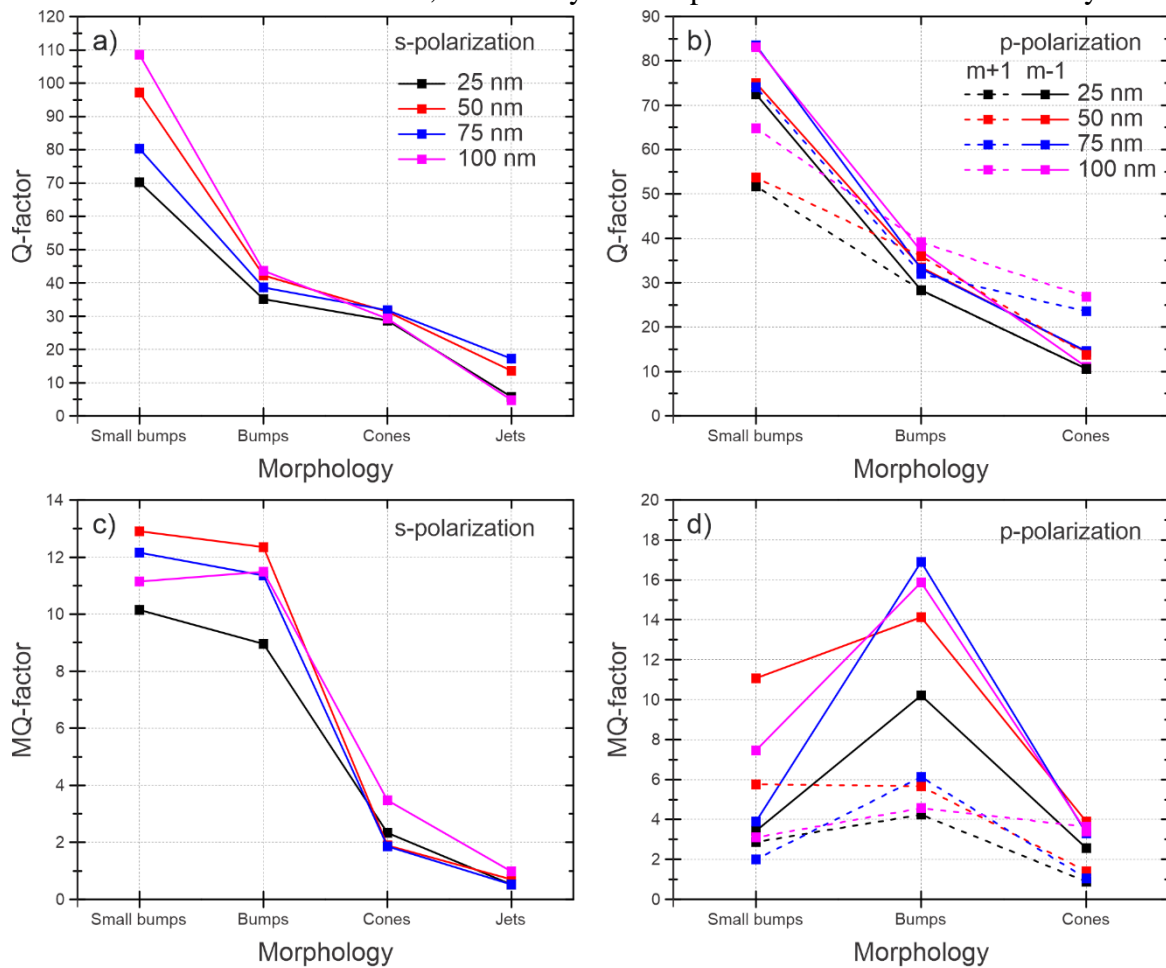 a)
s-polarization
25 nm
50 nm
75 nm
100 nm
120
110
100
90
80
70
60
50
40
30
20
10
0
Q-factor
Small bumps Bumps Cones Jets
Morphology
b)
p-polarization
m+1 m-1
25 nm
50 nm
75 nm
100 nm
90
80
70
60
50
40
30
20
10
0
Q-factor
Small bumps Bumps Cones
Morphology
c)
s-polarization
14
12
10
8
6
4
2
0
MQ-factor
Small bumps Bumps Cones Jets
Morphology
d)
p-polarization
20
18
16
14
12
10
8
6
4
2
0
MQ-factor
Small bumps Bumps Cones
Morphology